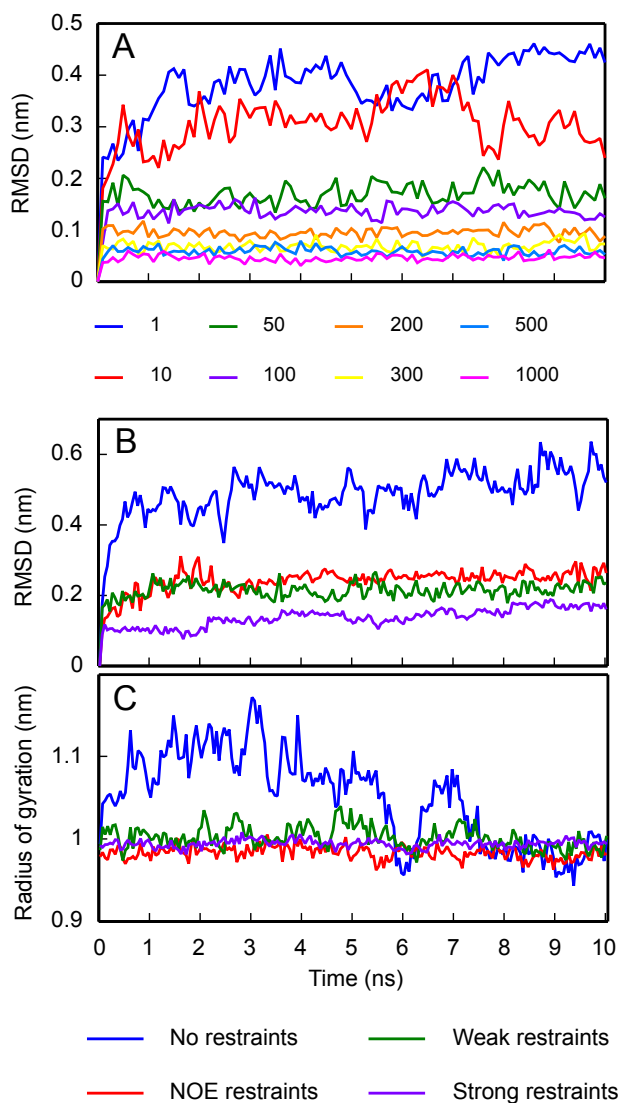 A
RMSD (nm)
0.5
0.4
0.3
0.2
0.1
0
1 50 200 500
10 100 300 1000
B
RMSD (nm)
0.6
0.4
0.2
0
C
Radius of gyration (nm)
1.1
1
0.9
0 1 2 3 4 5 6 7 8 9 10
Time (ns)
No restraints Weak restraints
NOE restraints Strong restraints